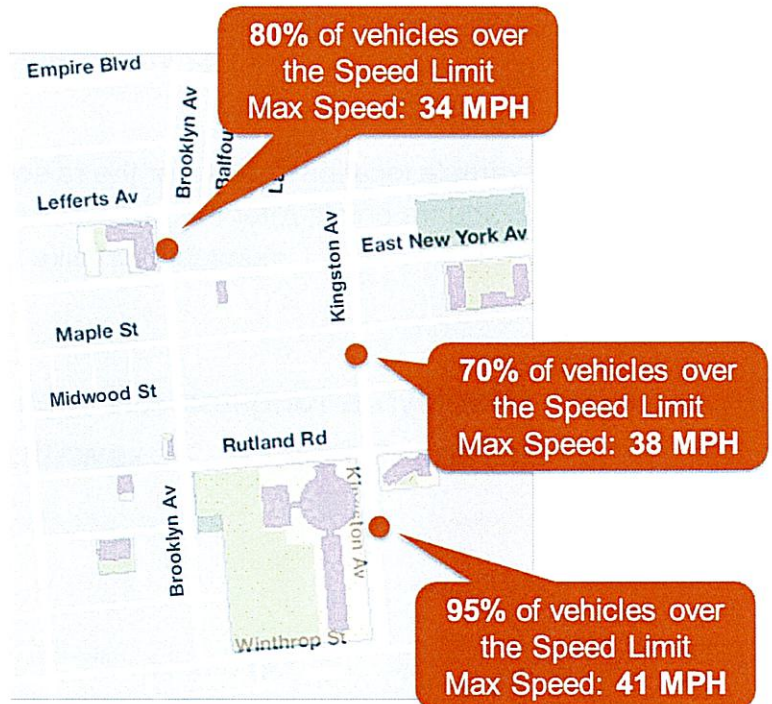 80% of vehicles over
the Speed Limit
Max Speed: 34 MPH
Empire Blvd
Brooklyn Av
Lefferts Av
Kingston Av
East New York Av
Maple St
70% of vehicles over
the Speed Limit
Max Speed: 38 MPH
Midwood St
Rutland Rd
Brooklyn Av
Kingston Av
95% of vehicles over
the Speed Limit
Max Speed: 41 MPH
Winthrop St